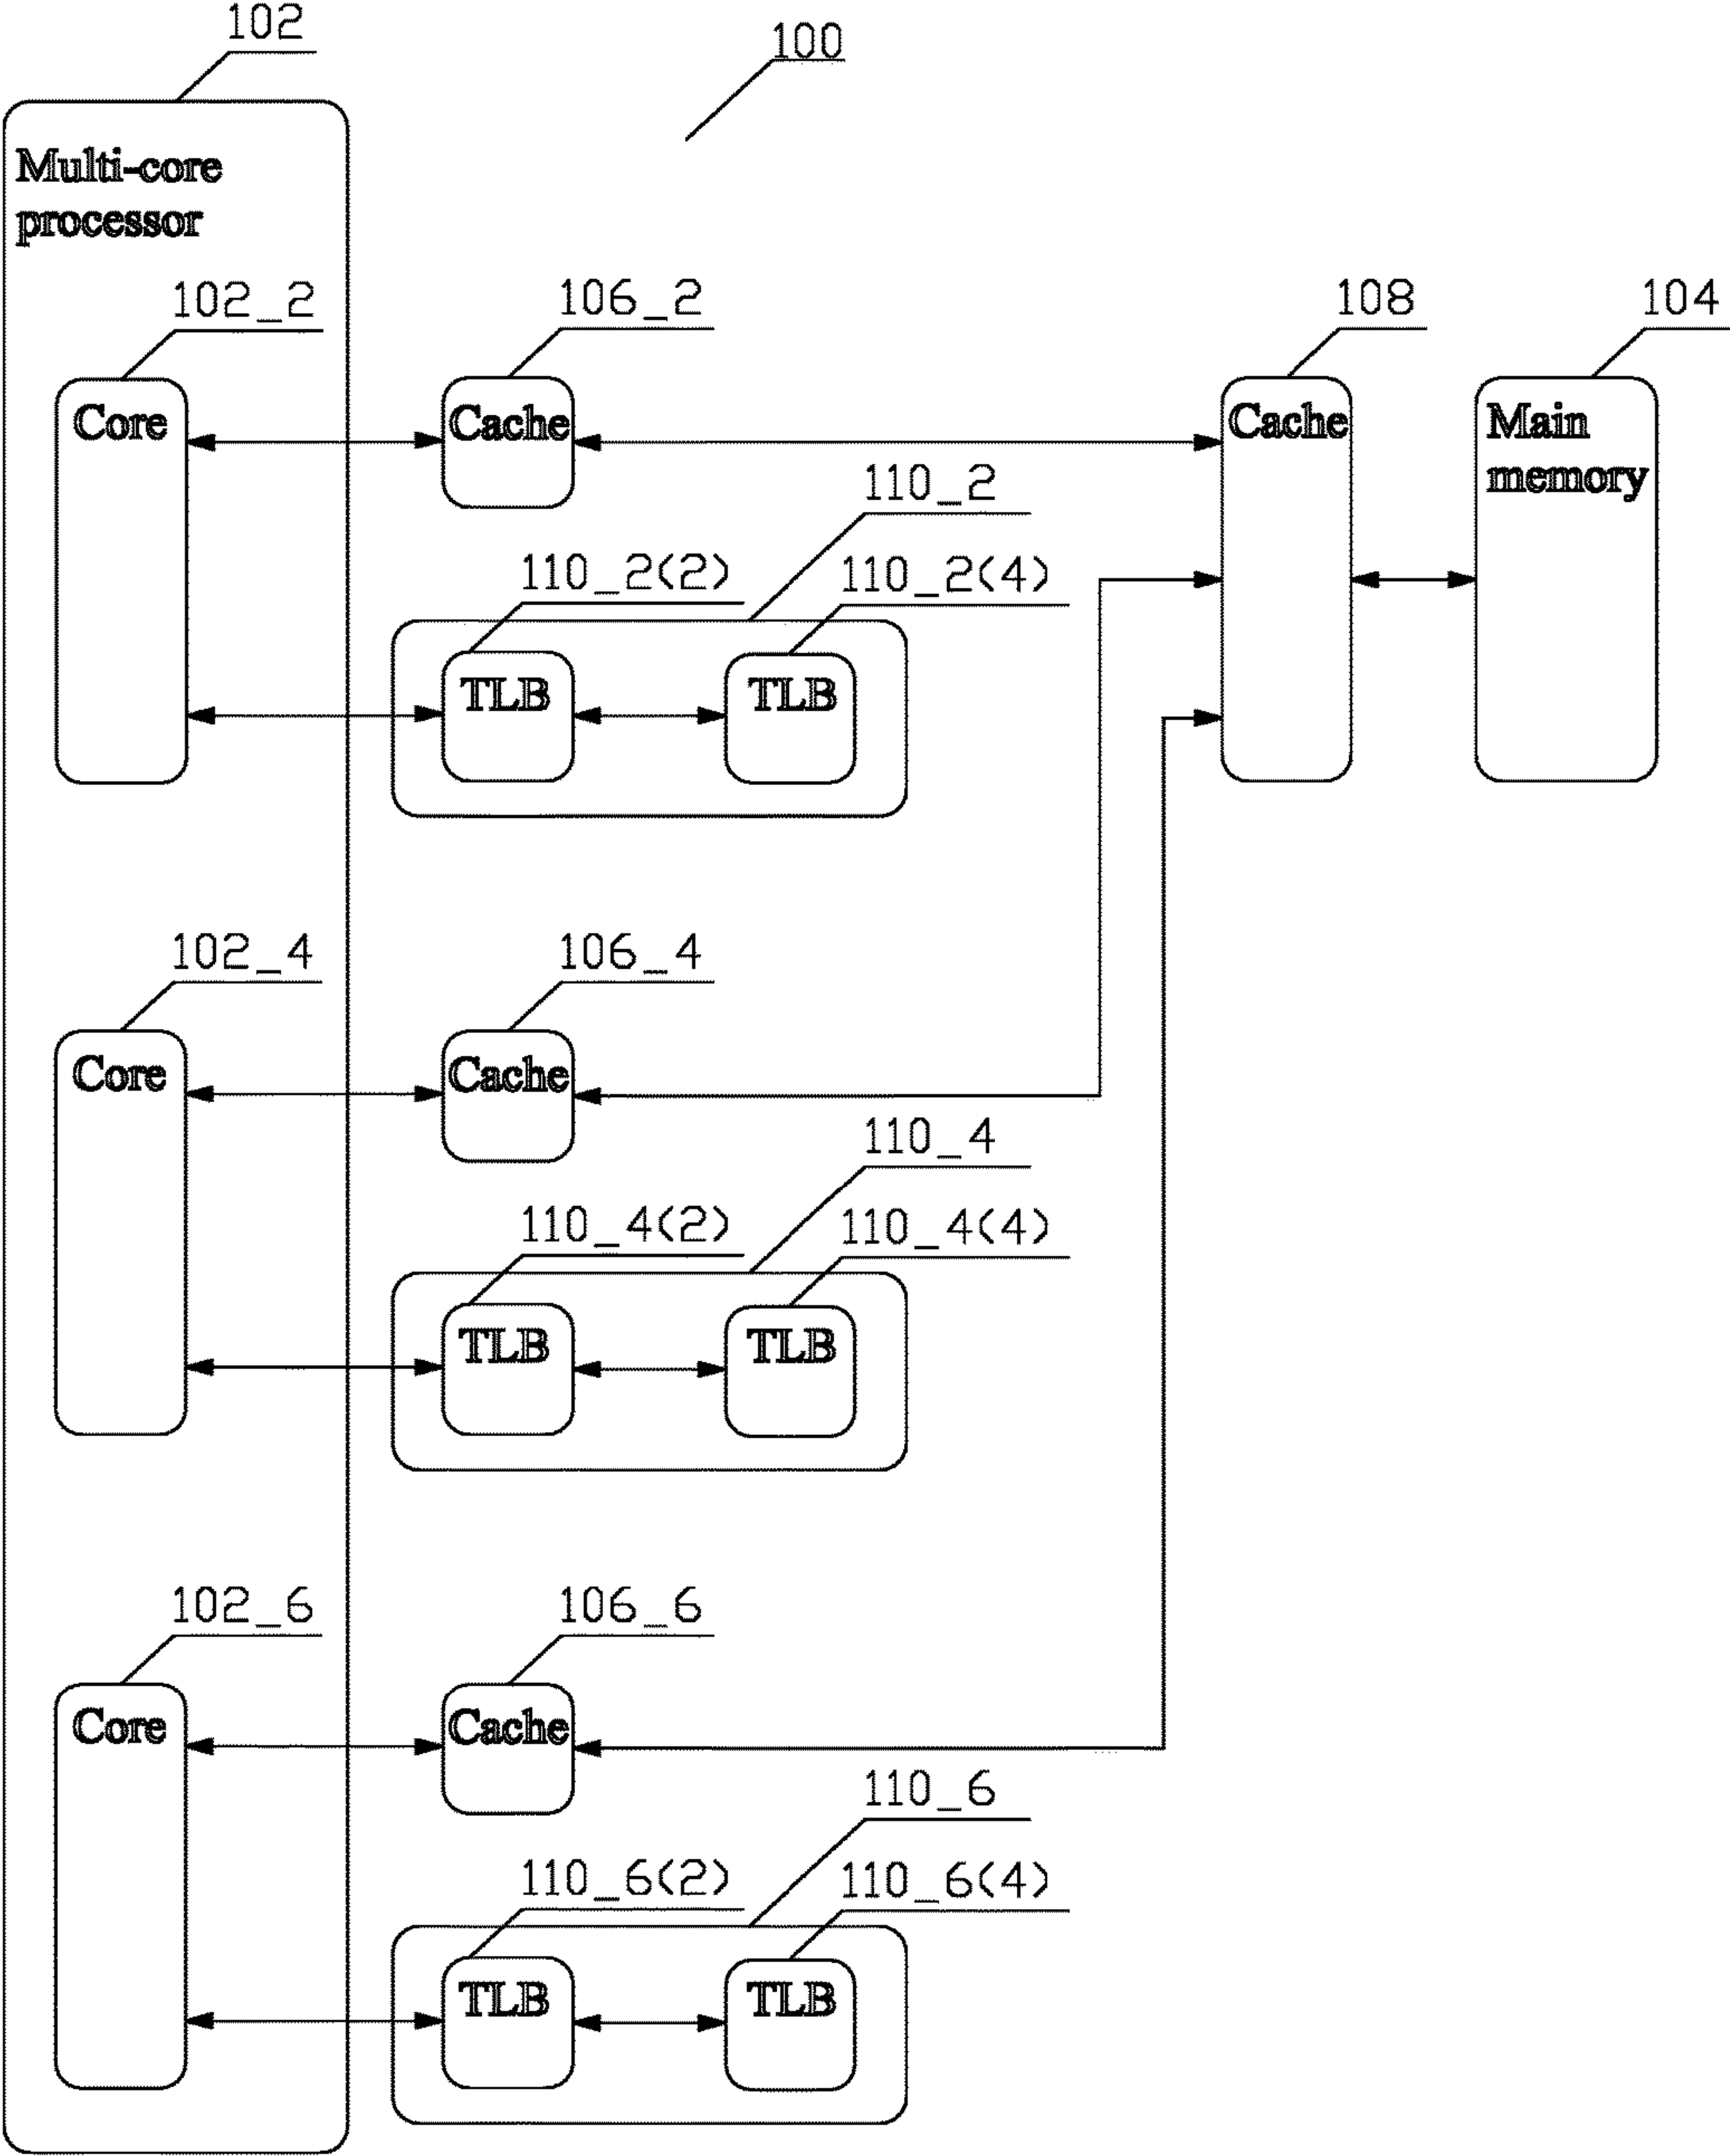 102
100
Multi-core
processor
102_2
106_2
108
104
Core
Cache
Cache
Main
memory
110_2
110_2(2)
110_2(4)
TLB
TLB
102_4
106_4
Core
Cache
110_4
110_4(2)
110_4(4)
TLB
TLB
102_6
106_6
Core
Cache
110_6
110_6(2)
110_6(4)
TLB
TLB